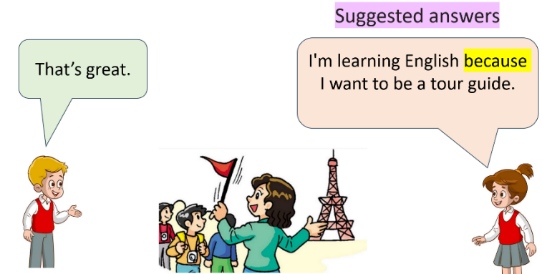 Suggested answers
That's great.
I'm learning English because
I want to be a tour guide.